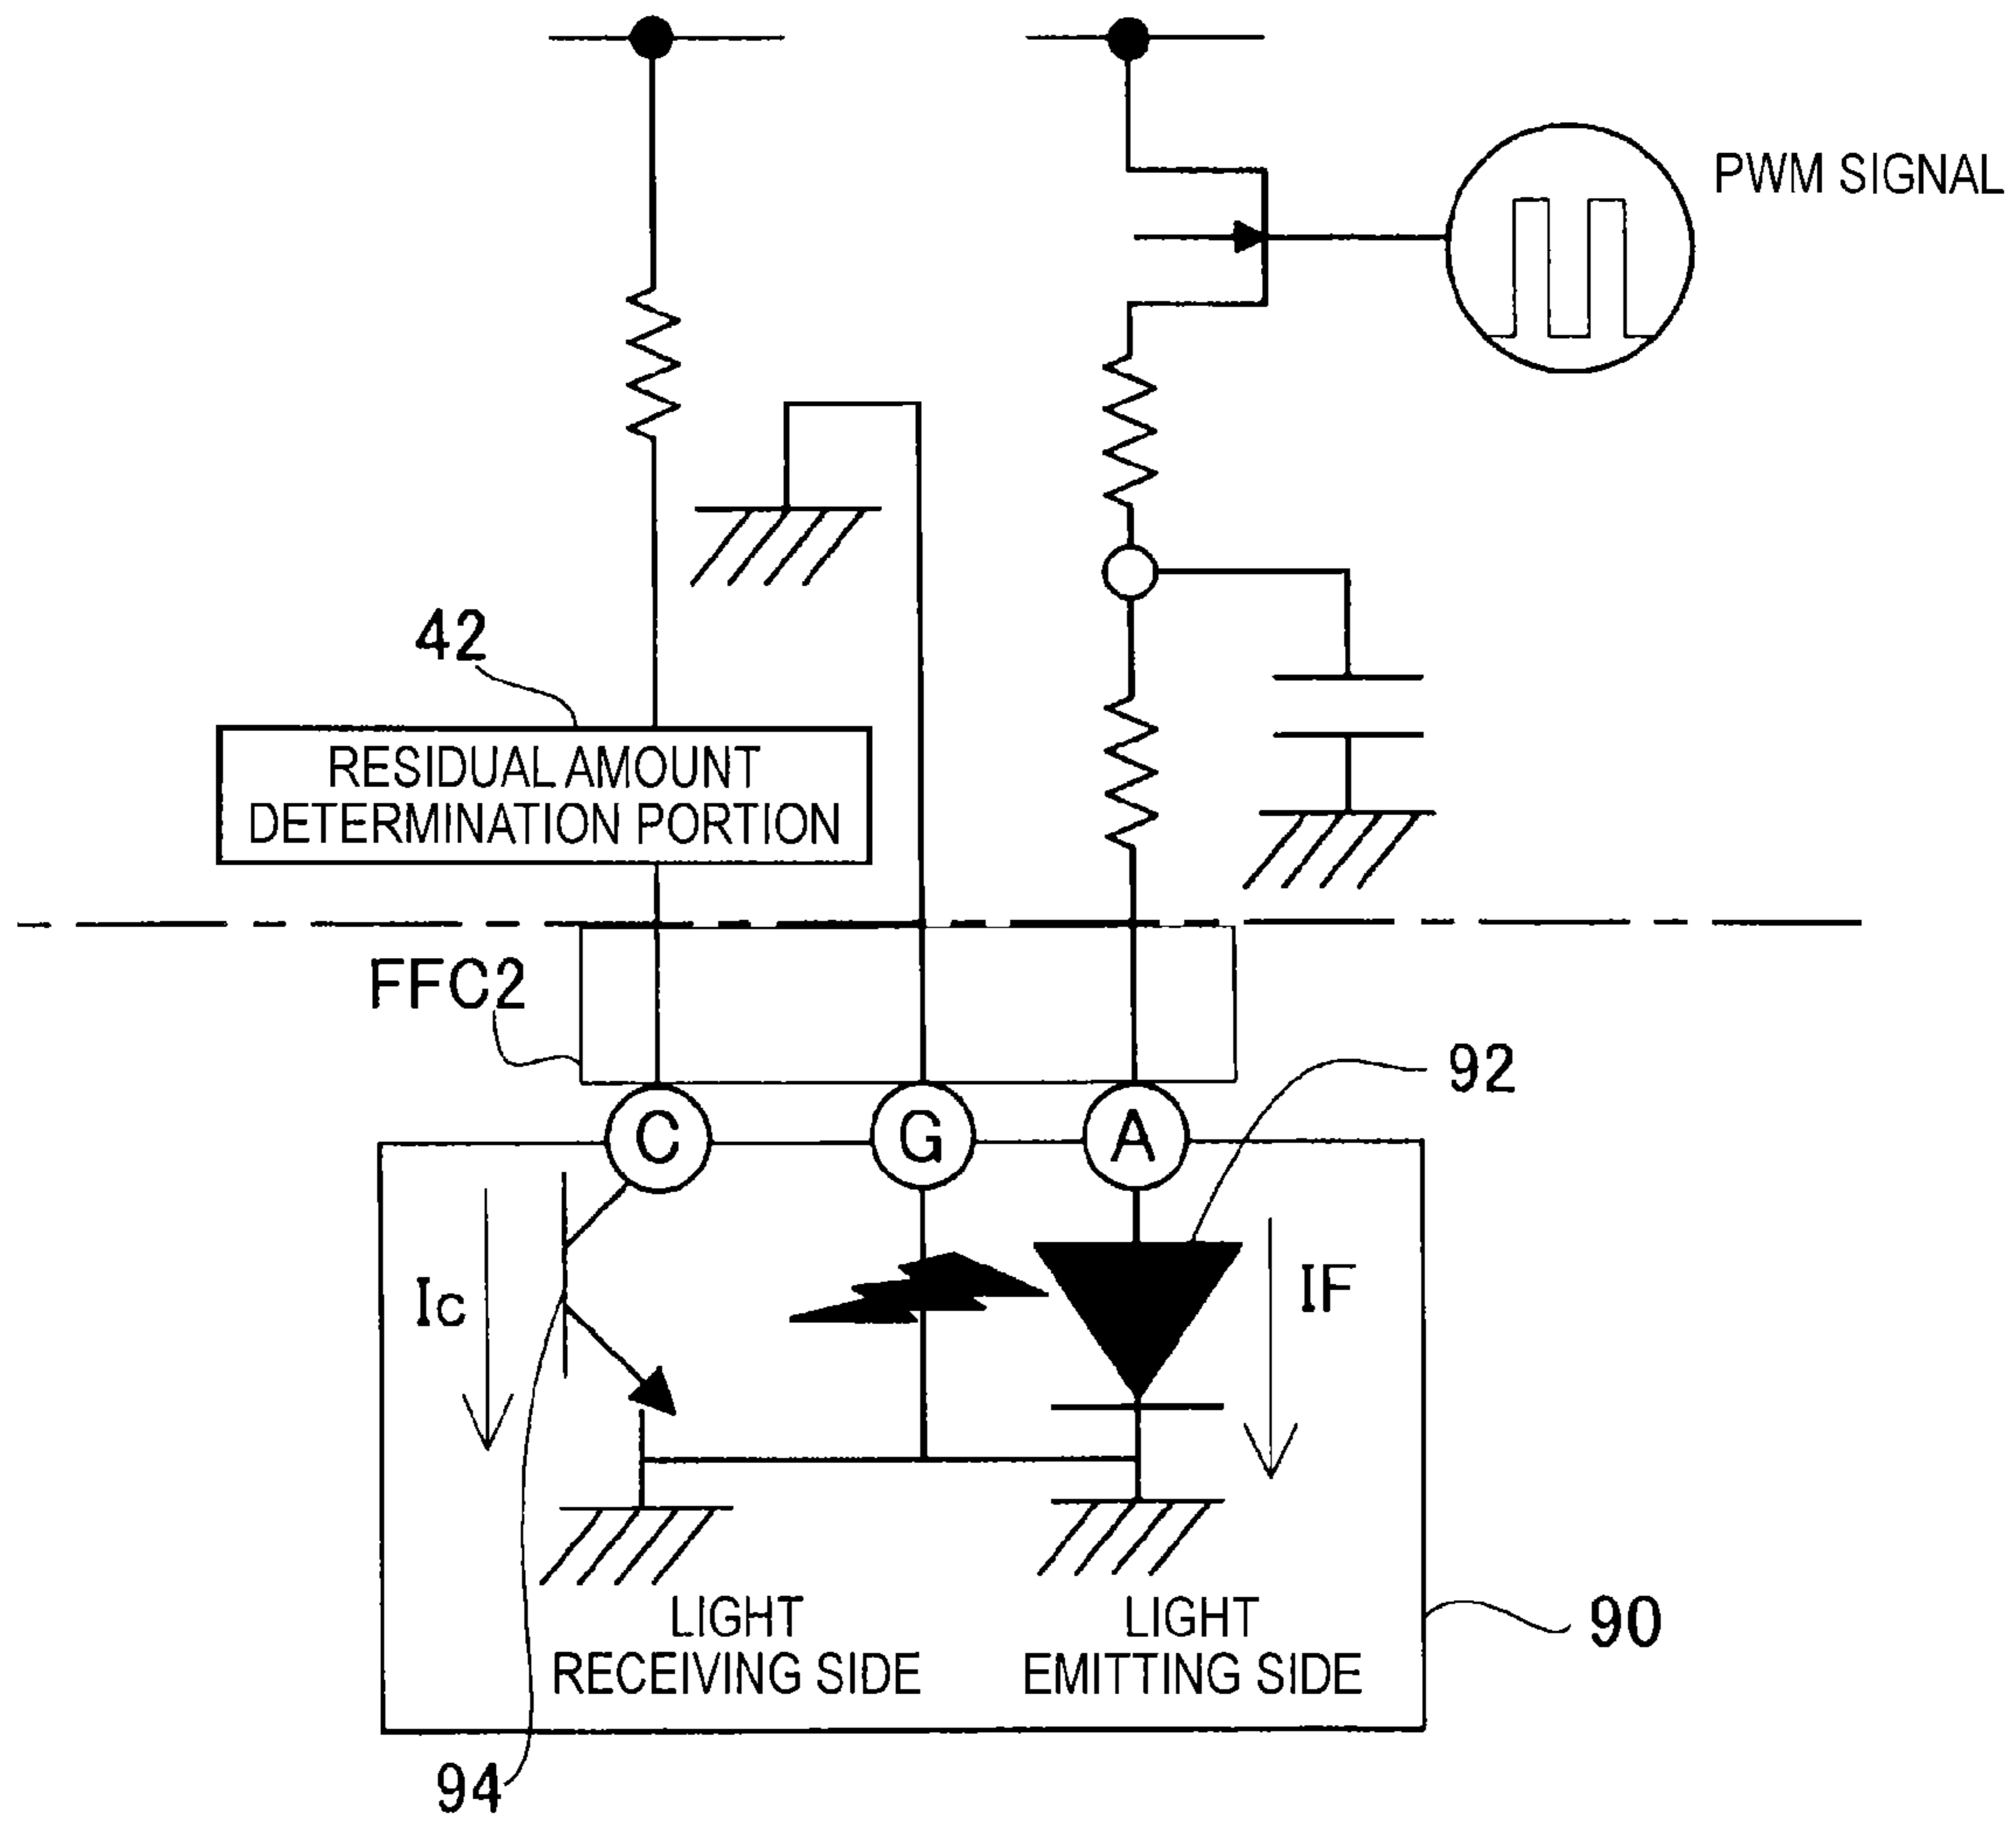 PWM SIGNAL
42
RESIDUAL AMOUNT
DETERMINATION PORTION
FFC2
92
C
G
A
Ic
IF
LIGHT
RECEIVING SIDE
LIGHT
EMITTING SIDE
90
94